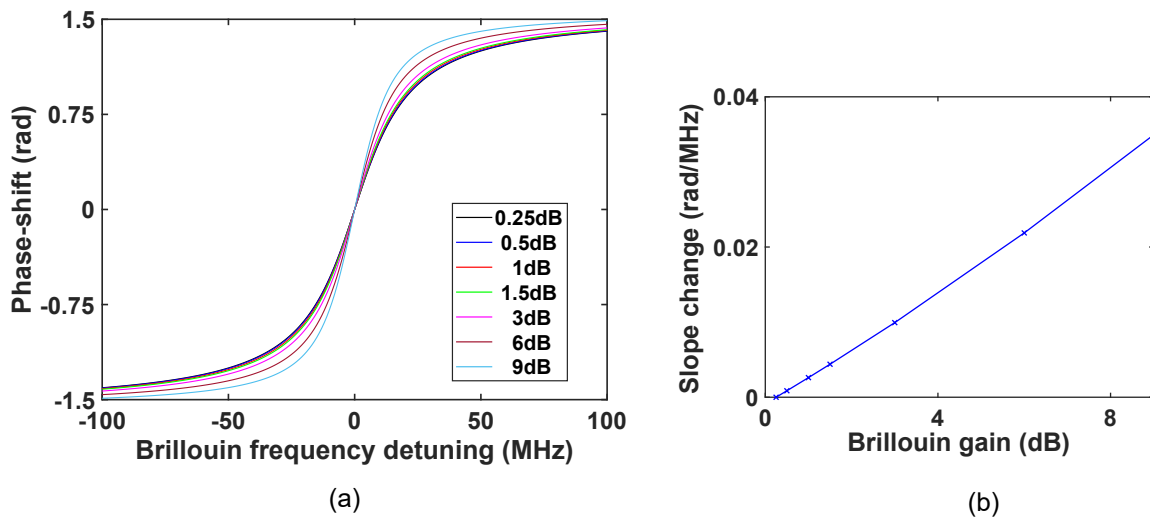 1.5
0.75
0
-0.75
-1.5
Phase-shift (rad)
0.25dB
0.5dB
1dB
1.5dB
3dB
6dB
9dB
-100 -50 0 50 100
Brillouin frequency detuning (MHz)
(a)
0.04
0.02
0
Slope change (rad/MHz)
0 4 8
Brillouin gain (dB)
(b)